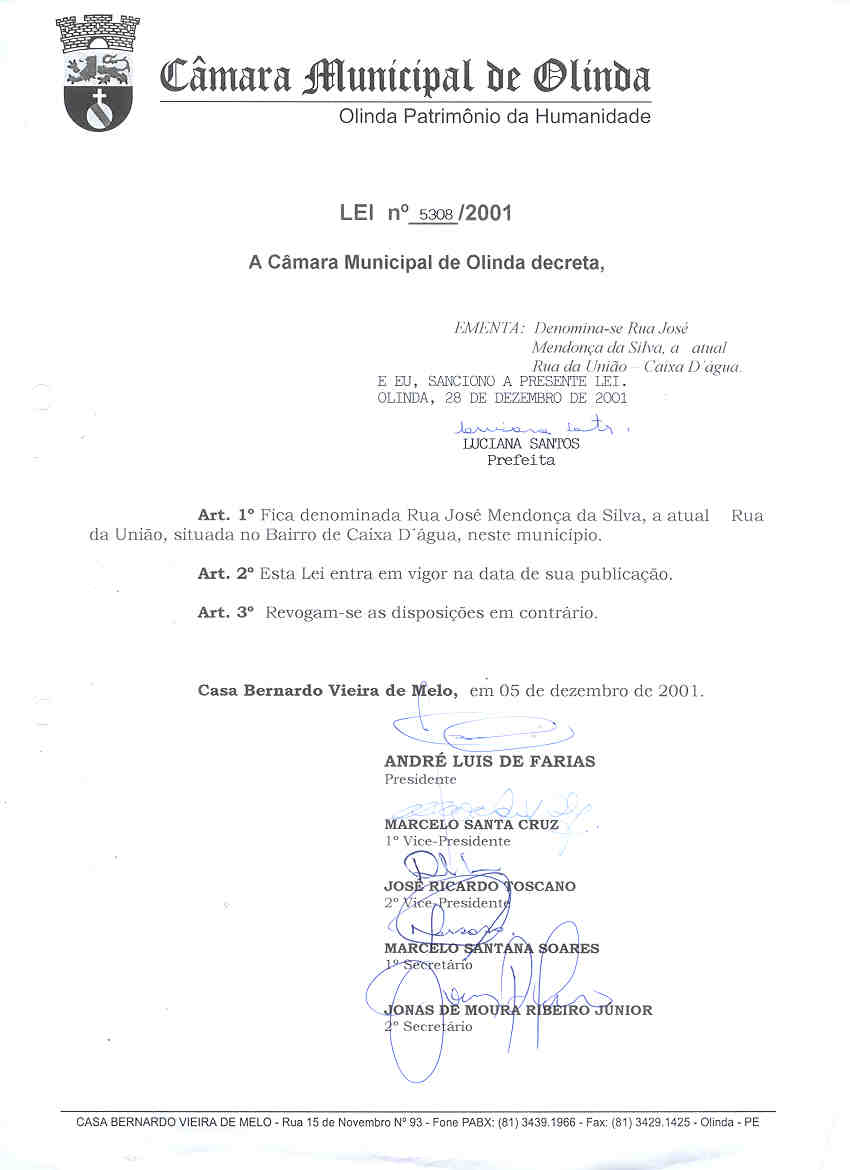 Câmara Municipal de Olinda
Olinda Patrimônio da Humanidade
LEI nº 5308/2001
A Câmara Municipal de Olinda decreta,
EMENTA: Denomina-se Rua José
Mendonça da Silva, a atual
Rua da União – Caixa D´água.
E EU, SANCIONO A PRESENTE LEI.
OLINDA, 28 DE DEZEMBRO DE 2001
LUCIANA SANTOS
Prefeita
Art. 1º Fica denominada Rua José Mendonça da Silva, a atual Rua
da União, situada no Bairro de Caixa D´água, neste município.
Art. 2º Esta Lei entra em vigor na data de sua publicação.
Art. 3º Revogam-se as disposições em contrário.
Casa Bernardo Vieira de Melo, em 05 de dezembro de 2001.
ANDRÉ LUIS DE FARIAS
Presidente
MARCELO SANTA CRUZ
1º Vice-Presidente
JOSÉ RICARDO TOSCANO
2º Vice-Presidente
MARCELO SANTANA SOARES
1º Secretário
JONAS DE MOURA RIBEIRO JÚNIOR
2º Secretário
CASA BERNARDO VIEIRA DE MELO - Rua 15 de Novembro Nº 93 - Fone PABX: (81) 3439.1966 - Fax: (81) 3429.1425 - Olinda - PE